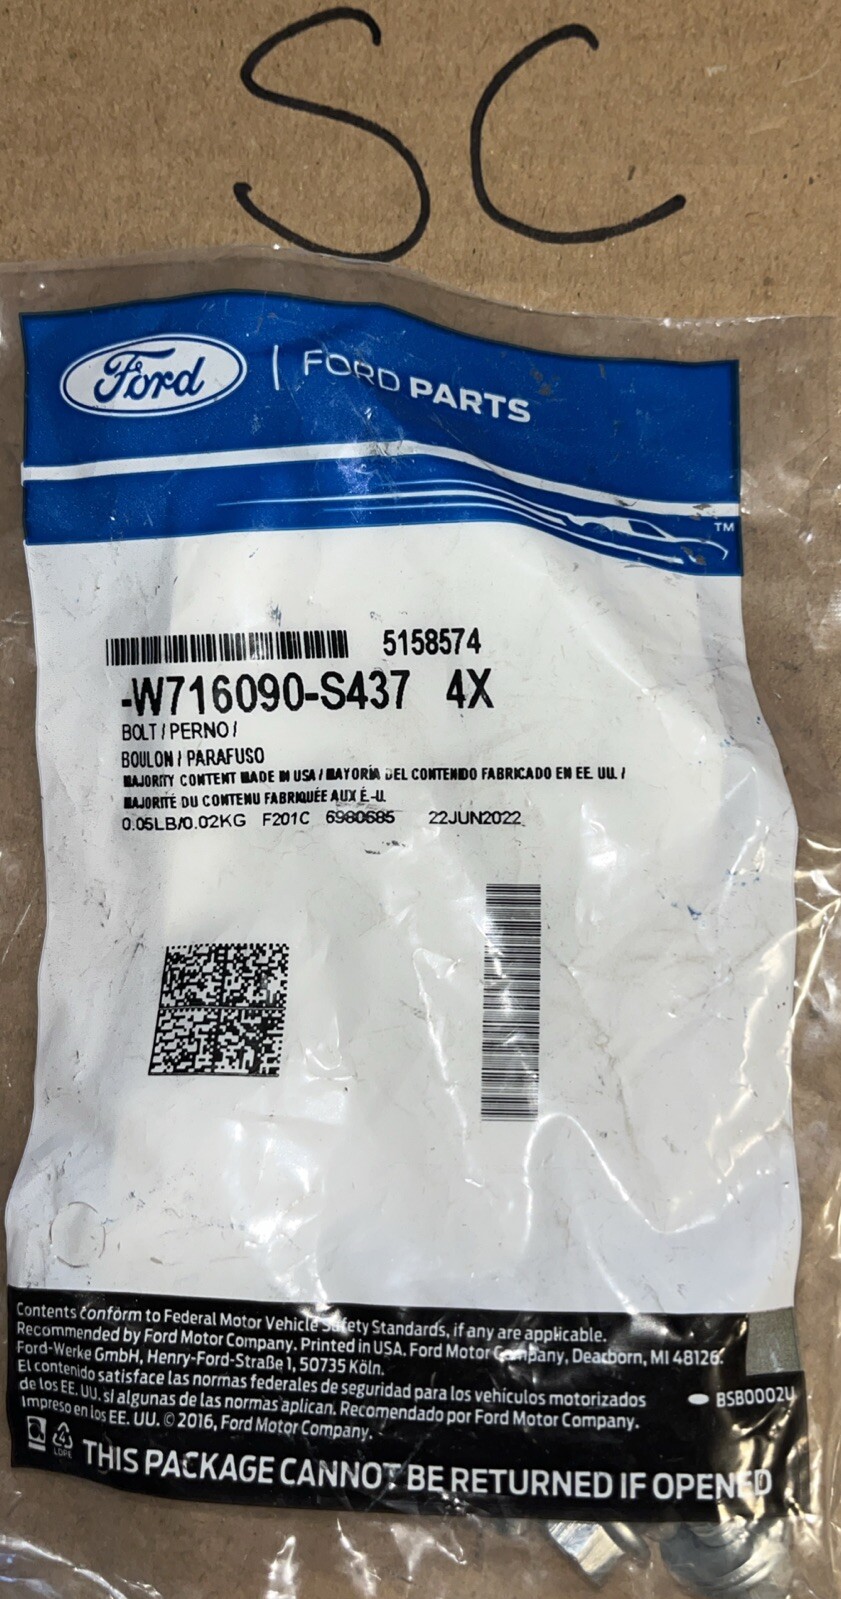 SC
Ford | FORD PARTS
TM
5158574
-W716090-S437 4X
BOLT / PERNO /
BOULON / PARAFUSO
MAJORITY CONTENT MADE IN USA / MAYORÍA DEL CONTENIDO FABRICADO EN EE. UU. /
MAJORITÉ DU CONTENU FABRIQUÉE AUX É.-U.
0.05LB/0.02KG F201C 6980685 22JUN2022
Contents conform to Federal Motor Vehicle Safety Standards, if any are applicable.
Recommended by Ford Motor Company. Printed in USA. Ford Motor Company, Dearborn, MI 48126.
Ford-Werke GmbH, Henry-Ford-Straße 1, 50735 Köln.
El contenido satisface las normas federales de seguridad para los vehículos motorizados
de los EE. UU. si algunas de las normas aplican. Recomendado por Ford Motor Company.
Impreso en los EE. UU. © 2016, Ford Motor Company.
BSB0002U
4
LDPE
THIS PACKAGE CANNOT BE RETURNED IF OPENED